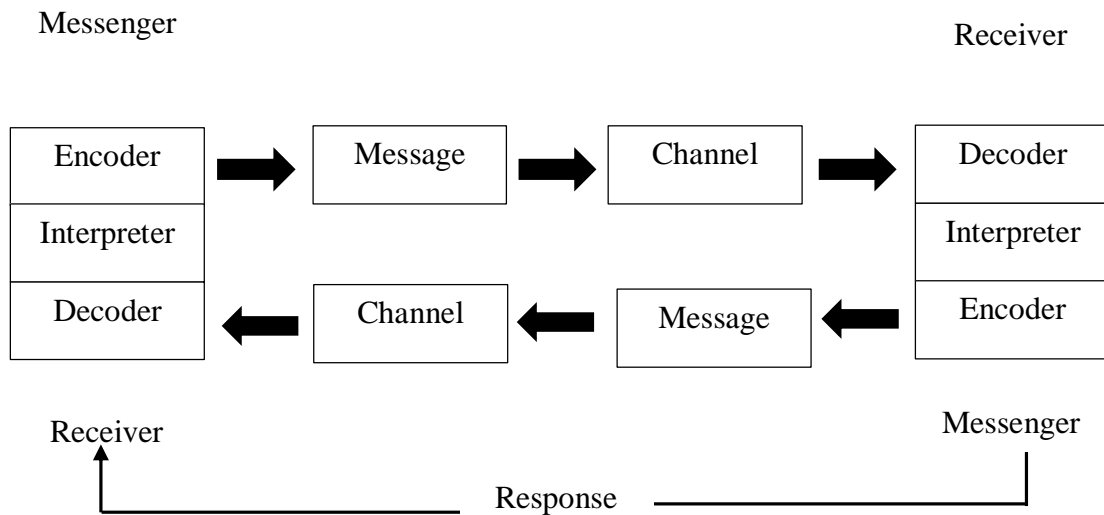 Messenger
Receiver
Encoder
Message
Channel
Decoder
Interpreter
Interpreter
Decoder
Channel
Message
Encoder
Receiver
Messenger
Response